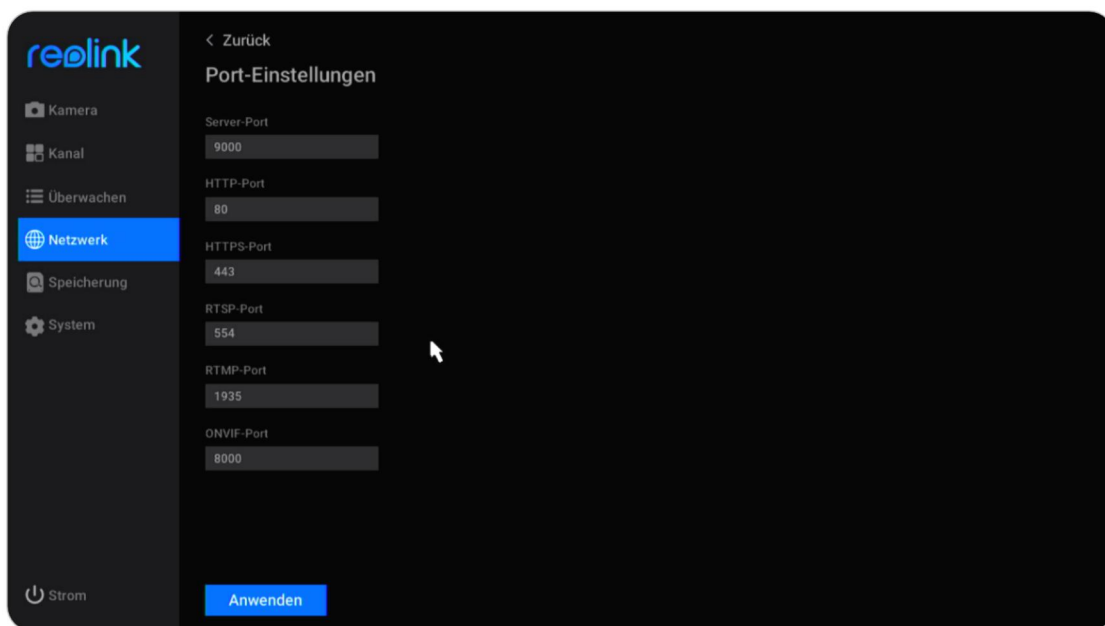 reolink
Kamera
Kanal
Überwachen
Netzwerk
Speicherung
System
Strom
< Zurück
Port-Einstellungen
Server-Port
9000
HTTP-Port
80
HTTPS-Port
443
RTSP-Port
554
RTMP-Port
1935
ONVIF-Port
8000
Anwenden